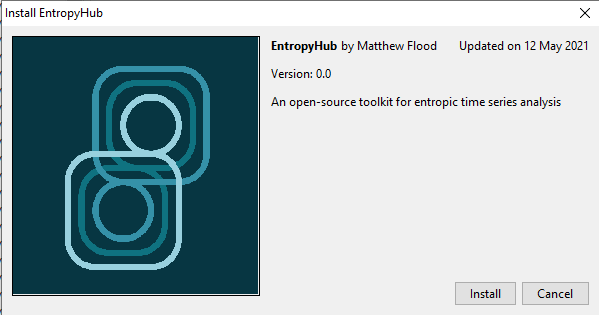 Install EntropyHub
EntropyHub by Matthew Flood Updated on 12 May 2021
Version: 0.0
An open-source toolkit for entropic time series analysis
Install Cancel